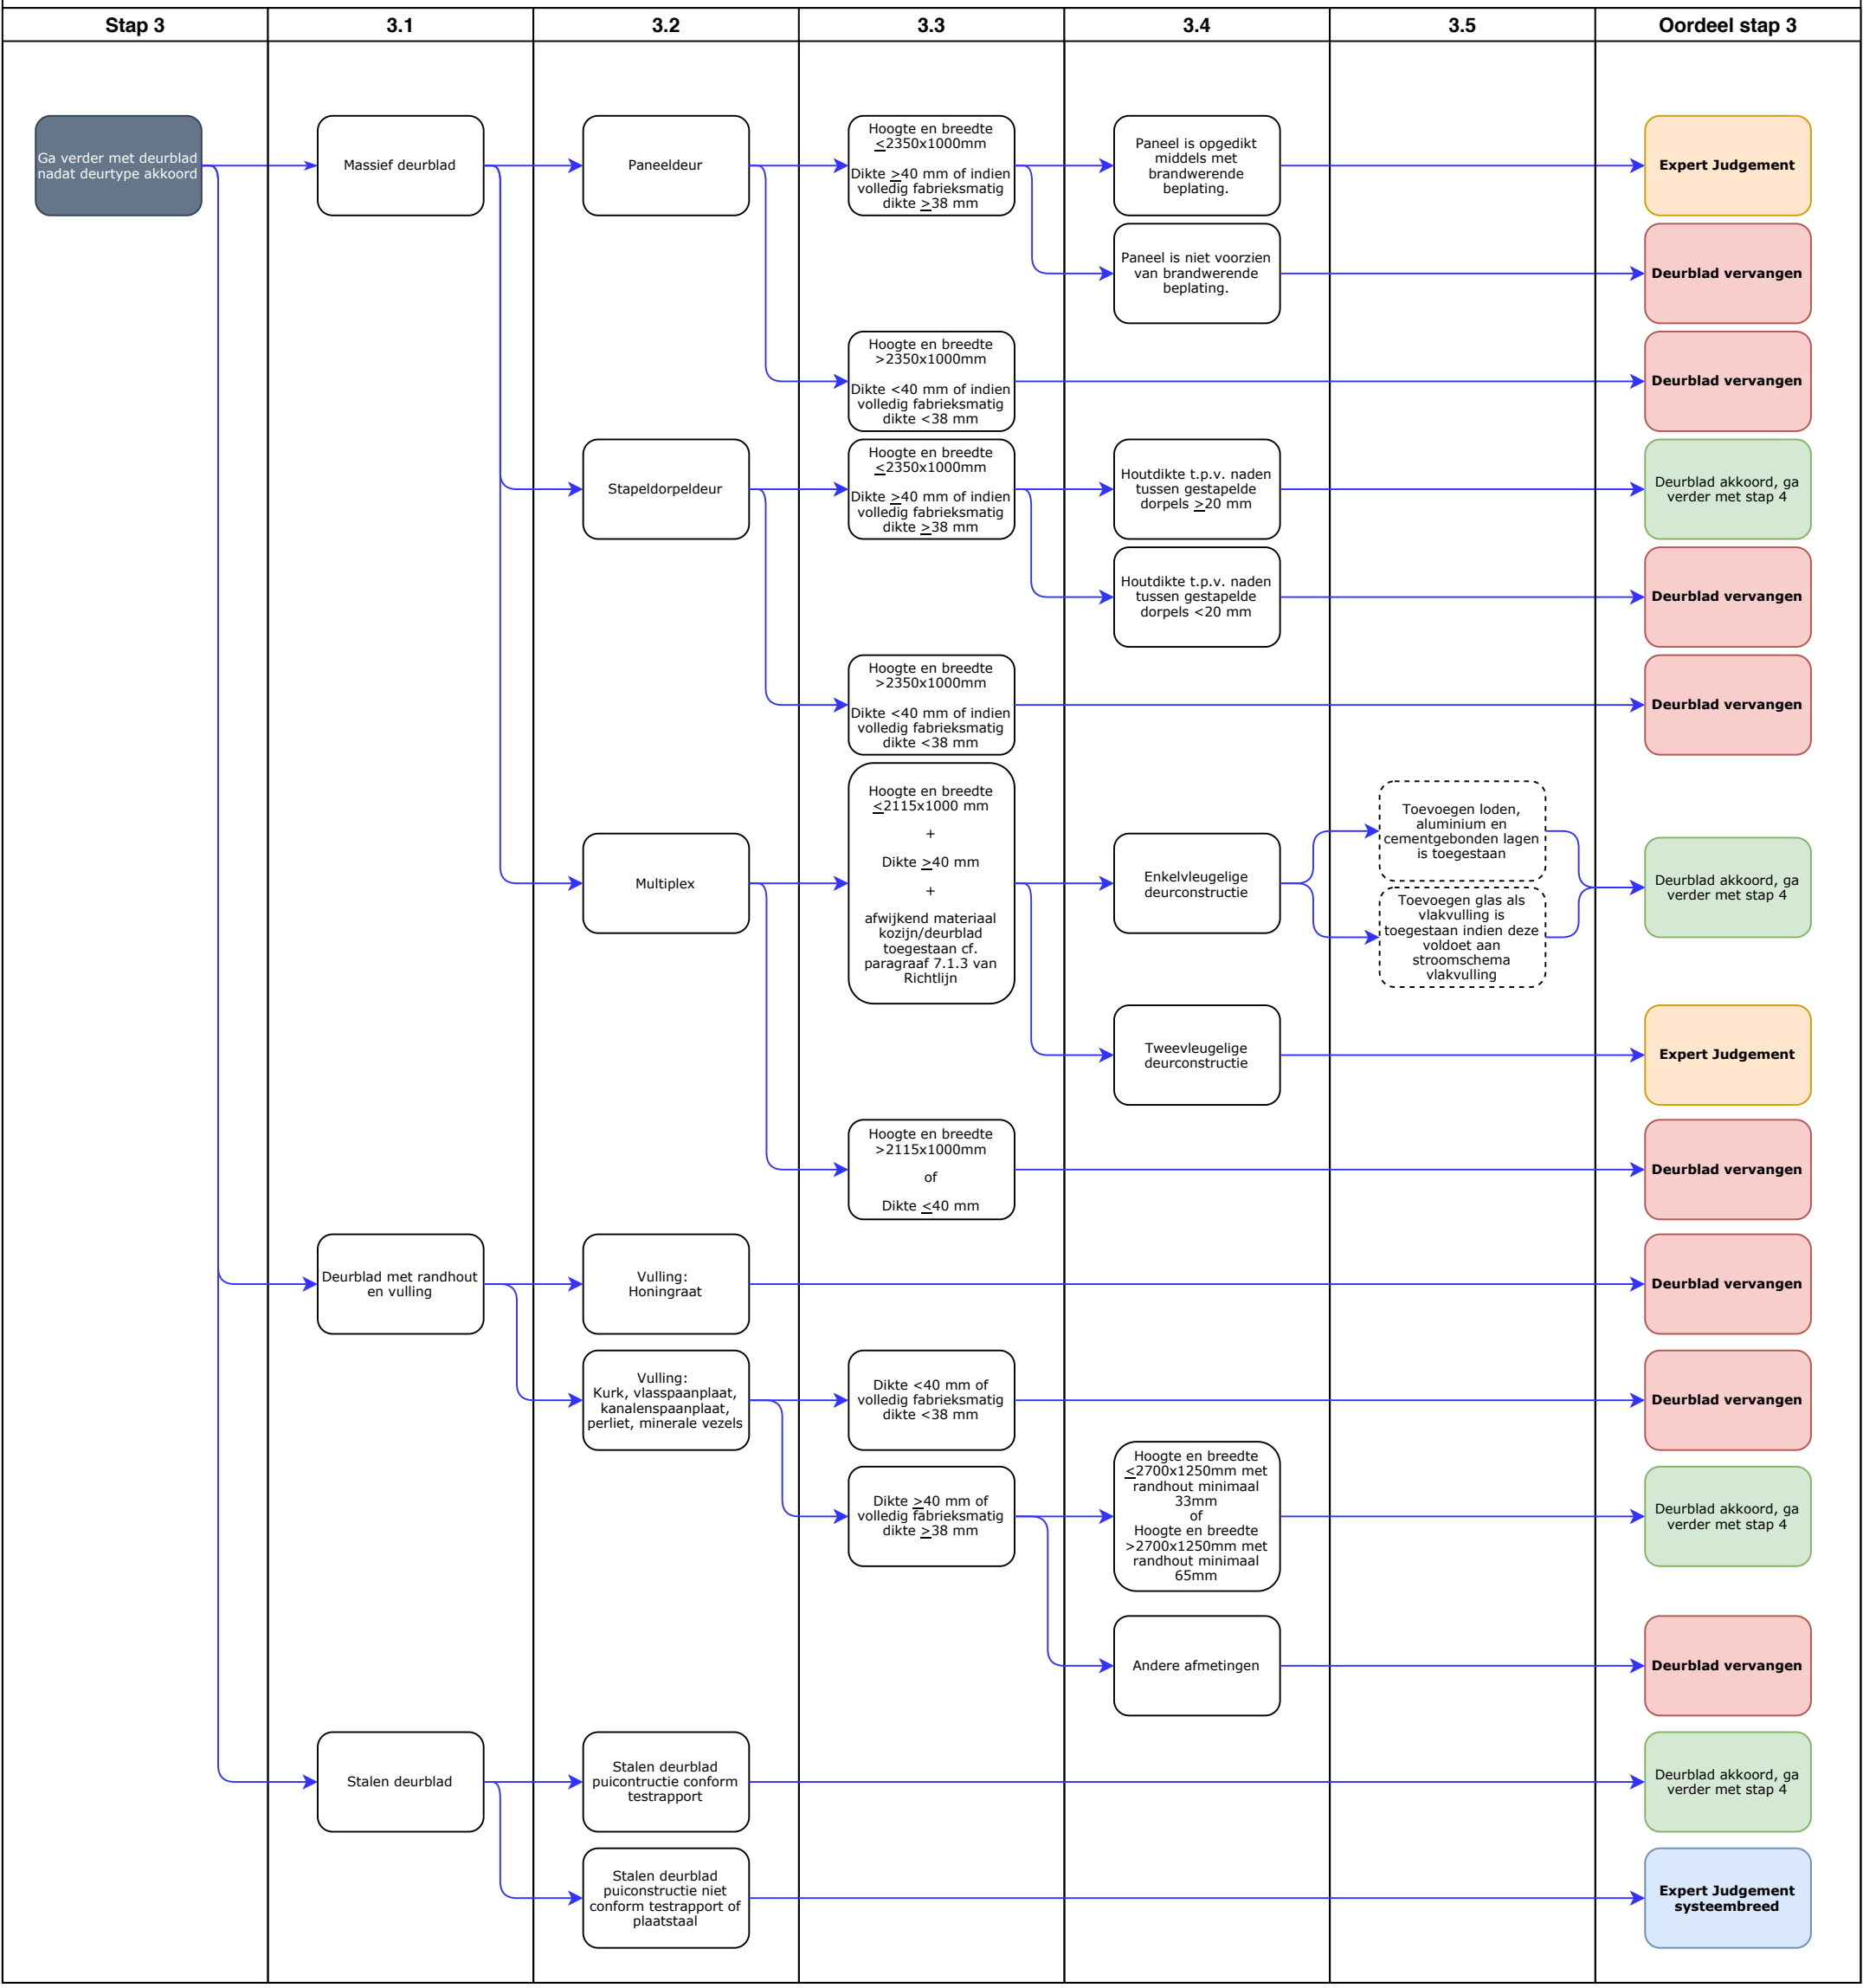 Stap 3
3.1
3.2
3.3
3.4
3.5
Oordeel stap 3
Ga verder met deurblad
nadat deurtype akkoord
Massief deurblad
Paneeldeur
Hoogte en breedte
≤2350x1000mm
Dikte ≥40 mm of indien
volledig fabrieksmatig
dikte ≥38 mm
Paneel is opgedikt
middels met
brandwerende
beplating.
Expert Judgement
Paneel is niet voorzien
van brandwerende
beplating.
Deurblad vervangen
Hoogte en breedte
>2350x1000mm
Dikte <40 mm of indien
volledig fabrieksmatig
dikte <38 mm
Deurblad vervangen
Stapeldorpeldeur
Hoogte en breedte
≤2350x1000mm
Dikte ≥40 mm of indien
volledig fabrieksmatig
dikte ≥38 mm
Houtdikte t.p.v. naden
tussen gestapelde
dorpels ≥20 mm
Deurblad akkoord, ga
verder met stap 4
Houtdikte t.p.v. naden
tussen gestapelde
dorpels <20 mm
Deurblad vervangen
Hoogte en breedte
>2350x1000mm
Dikte <40 mm of indien
volledig fabrieksmatig
dikte <38 mm
Deurblad vervangen
Multiplex
Hoogte en breedte
≤2115x1000 mm
+
Dikte ≥40 mm
+
afwijkend materiaal
kozijn/deurblad
toegestaan cf.
paragraaf 7.1.3 van
Richtlijn
Enkelvleugelige
deurconstructie
Toevoegen loden,
aluminium en
cementgebonden lagen
is toegestaan
Toevoegen glas als
vlakvulling is
toegestaan indien deze
voldoet aan
stroomschema
vlakvulling
Deurblad akkoord, ga
verder met stap 4
Tweevleugelige
deurconstructie
Expert Judgement
Hoogte en breedte
>2115x1000mm
of
Dikte ≤40 mm
Deurblad vervangen
Deurblad met randhout
en vulling
Vulling:
Honingraat
Deurblad vervangen
Vulling:
Kurk, vlasspaanplaat,
kanalenspaanplaat,
perliet, minerale vezels
Dikte <40 mm of
volledig fabrieksmatig
dikte <38 mm
Deurblad vervangen
Dikte ≥40 mm of
volledig fabrieksmatig
dikte ≥38 mm
Hoogte en breedte
≤2700x1250mm met
randhout minimaal
33mm
of
Hoogte en breedte
>2700x1250mm met
randhout minimaal
65mm
Deurblad akkoord, ga
verder met stap 4
Andere afmetingen
Deurblad vervangen
Stalen deurblad
Stalen deurblad
puicontructie conform
testrapport
Deurblad akkoord, ga
verder met stap 4
Stalen deurblad
puiconstructie niet
conform testrapport of
plaatstaal
Expert Judgement
systeembreed